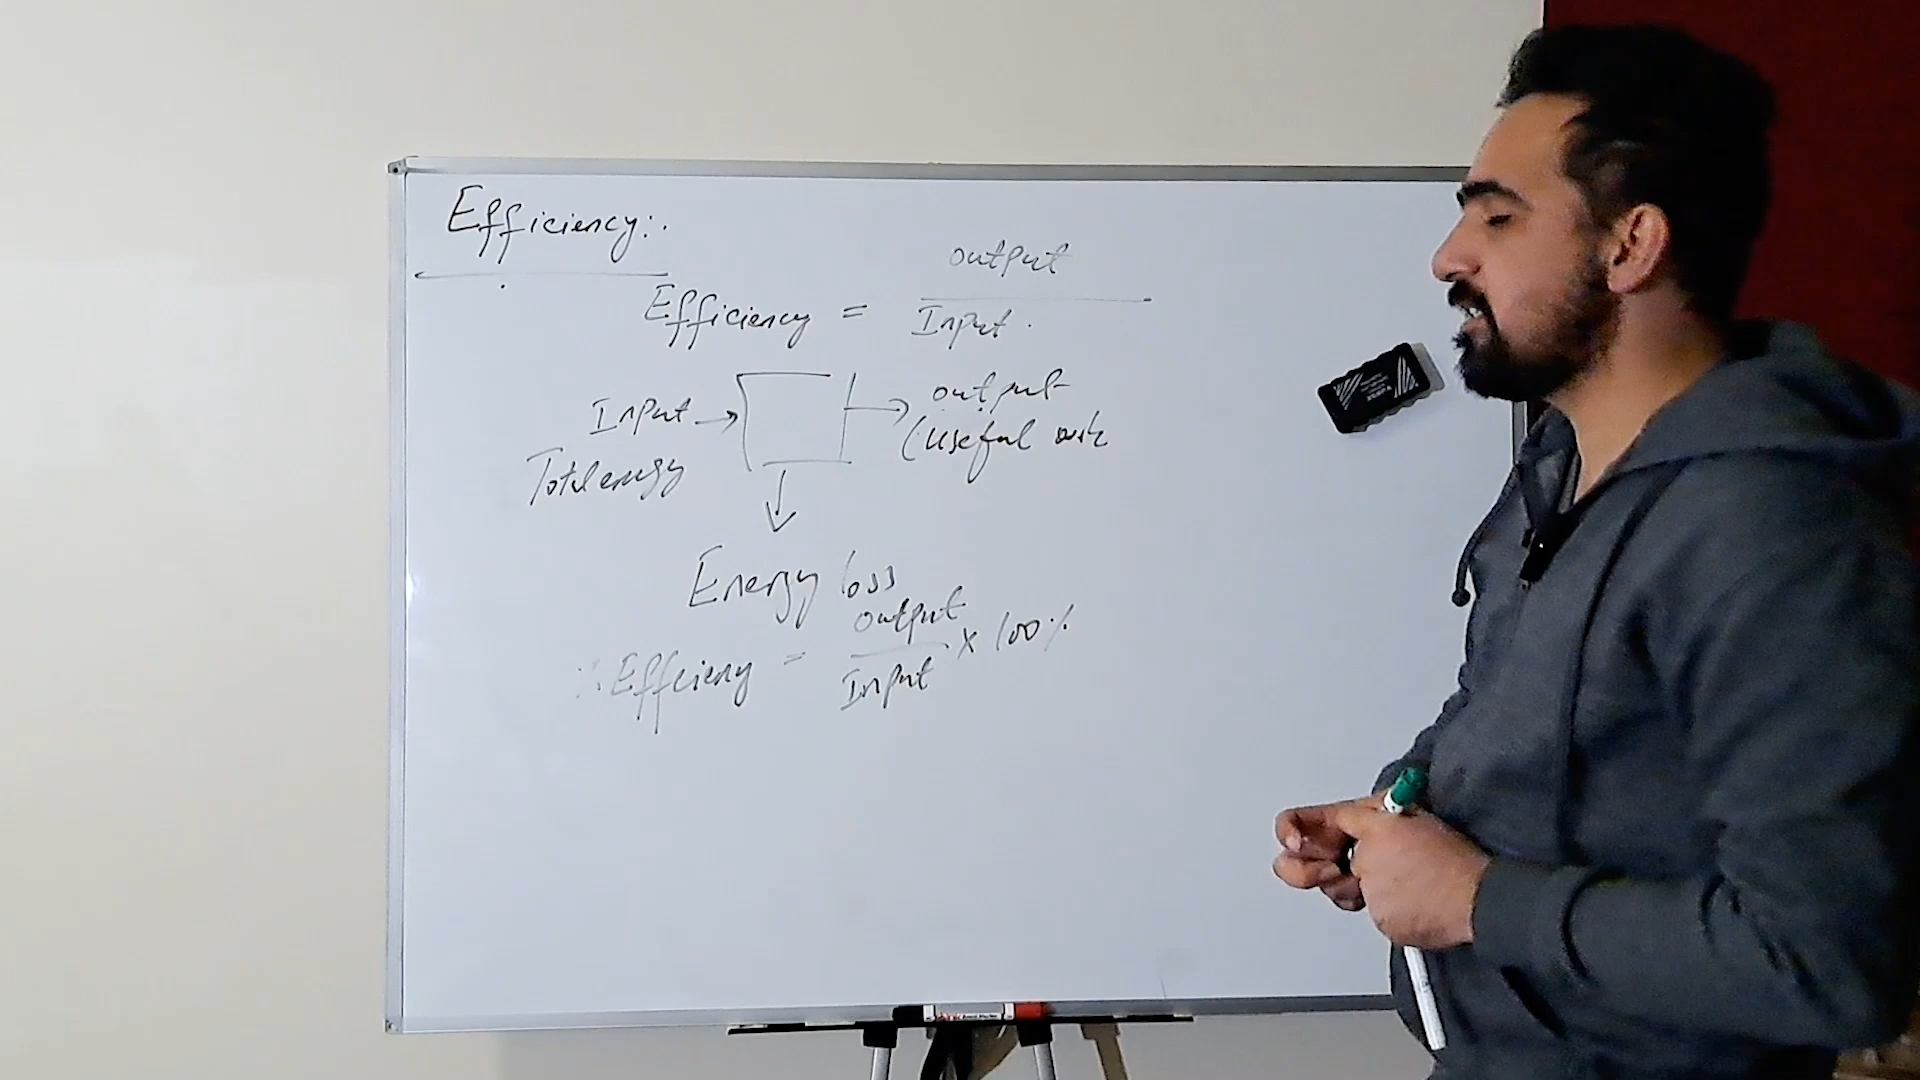 Efficiency:.
output
Efficiency = Input.
Input → output
Total energy (Useful work
Energy loss
output
∴ Efficieny = Input × 100%